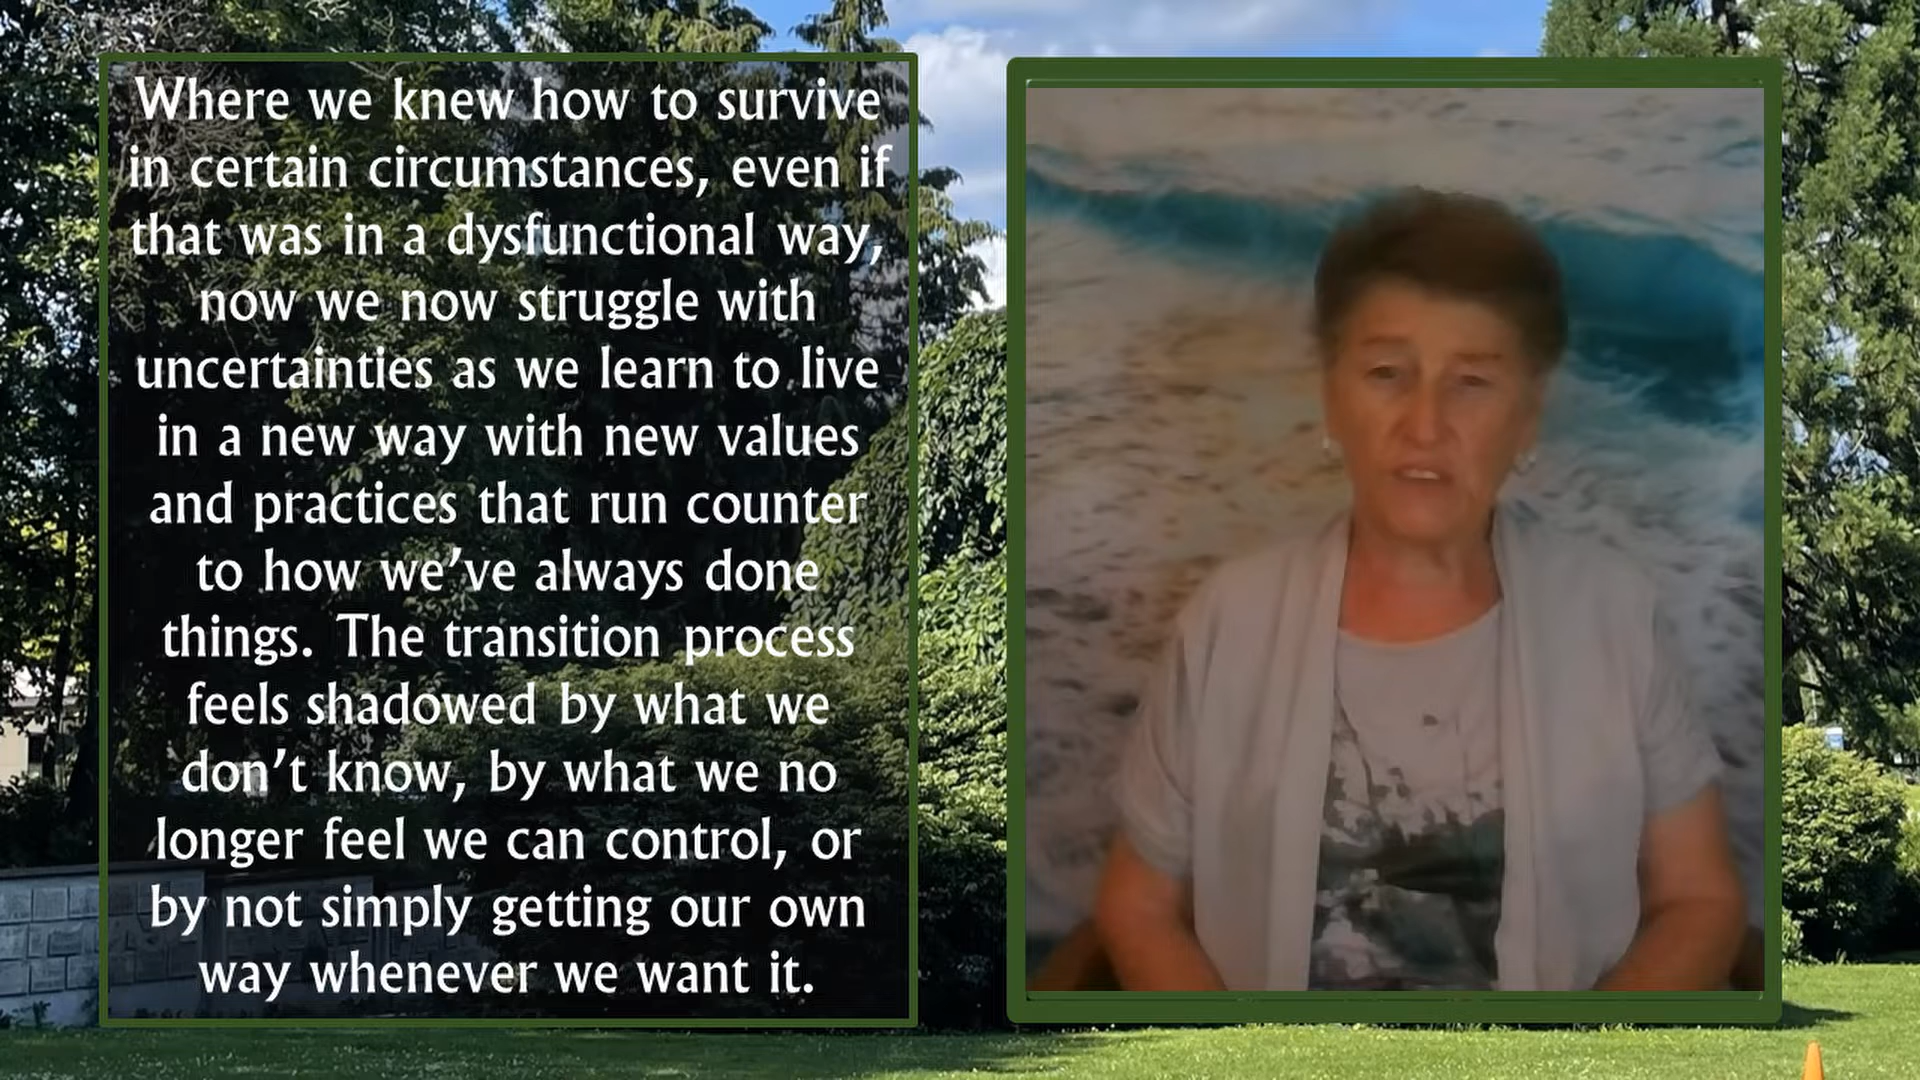 Where we knew how to survive
in certain circumstances, even if
that was in a dysfunctional way,
now we now struggle with
uncertainties as we learn to live
in a new way with new values
and practices that run counter
to how we’ve always done
things. The transition process
feels shadowed by what we
don’t know, by what we no
longer feel we can control, or
by not simply getting our own
way whenever we want it.